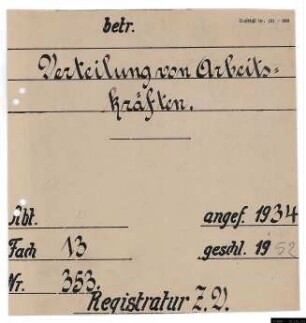 betr.
Verteilung von Arbeits=
kräften.
Abt.
angef. 1934
Fach 13
geschl. 1952
Nr. 353.
Registratur Z.V.